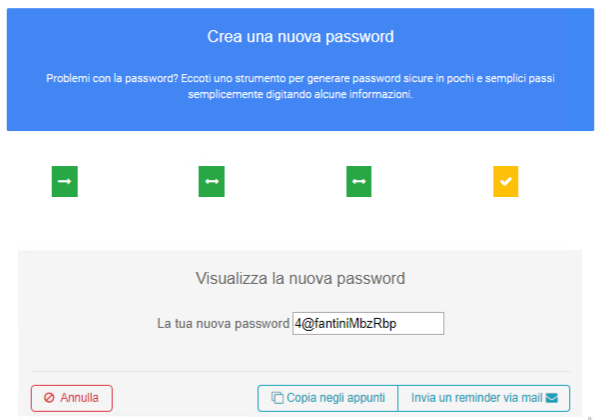 Crea una nuova password
Problemi con la password? Eccoti uno strumento per generare password sicure in pochi e semplici passi
semplicemente digitando alcune informazioni.
Visualizza la nuova password
La tua nuova password 4@fantiniMbzRbp
Annulla Copia negli appunti Invia un reminder via mail